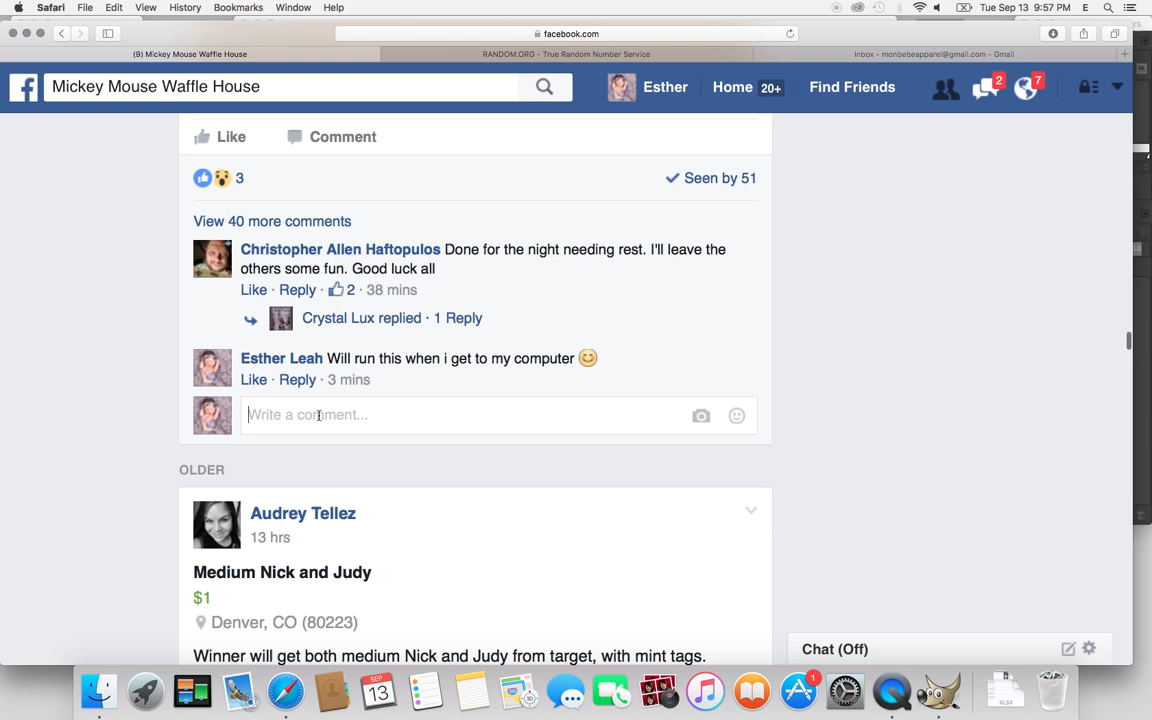 Safari File Edit View History Bookmarks Window Help Tue Sep 13 9:57 PM E
facebook.com
(9) Mickey Mouse Waffle House RANDOM.ORG - True Random Number Service Inbox - monbebeapparel@gmail.com - Gmail
Mickey Mouse Waffle House Esther Home 20+ Find Friends 2 7
Like Comment
3 Seen by 51
View 40 more comments
Christopher Allen Haftopulos Done for the night needing rest. I'll leave the
others some fun. Good luck all
Like · Reply · 2 · 38 mins
Crystal Lux replied · 1 Reply
Esther Leah Will run this when i get to my computer
Like · Reply · 3 mins
Write a comment...
OLDER
Audrey Tellez
13 hrs
Medium Nick and Judy
$1
Denver, CO (80223)
Winner will get both medium Nick and Judy from target, with mint tags.
Chat (Off)
SEP
13
1
XLSX